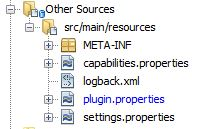 Other Sources
src/main/resources
META-INF
capabilities.properties
logback.xml
plugin.properties
settings.properties